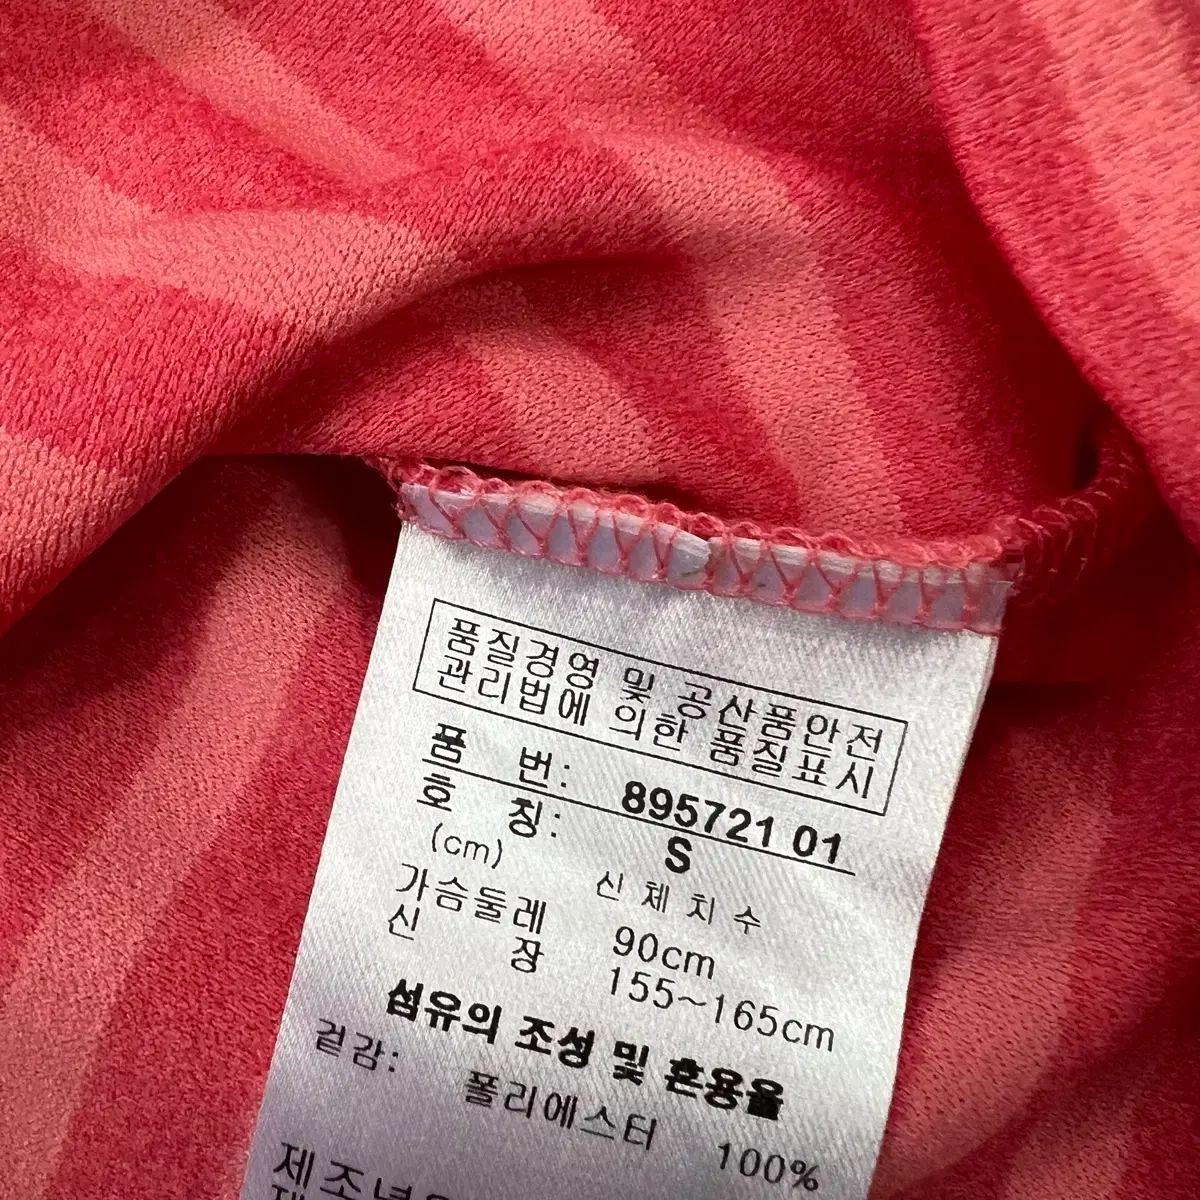 품질경영 및 공산품안전
관리법에 의한 품질표시
품 번: 895721 01
호 칭: S
(cm) 신체치수
가슴둘레 90cm
신 장 155~165cm
섬유의 조성 및 혼용율
겉감: 폴리에스터 100%
제조년